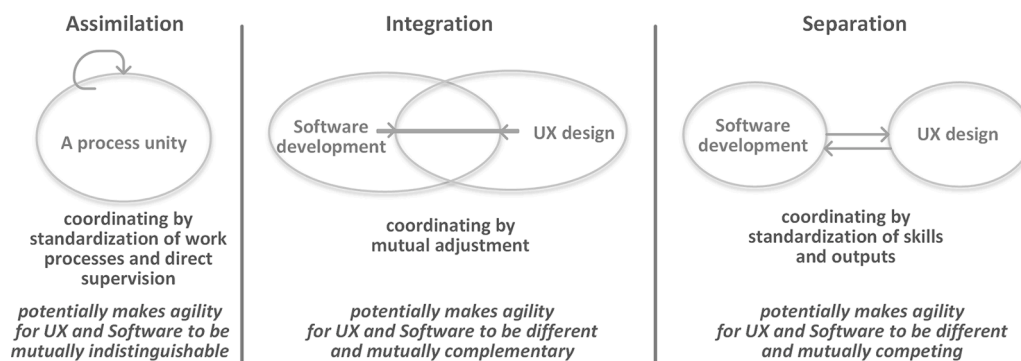 Assimilation
A process unity
coordinating by
standardization of work
processes and direct
supervision
potentially makes agility
for UX and Software to be
mutually indistinguishable
Integration
Software
development
UX design
coordinating by
mutual adjustment
potentially makes agility
for UX and Software to be different
and mutually complementary
Separation
Software
development
UX design
coordinating by
standardization of skills
and outputs
potentially makes agility
for UX and Software to be different
and mutually competing